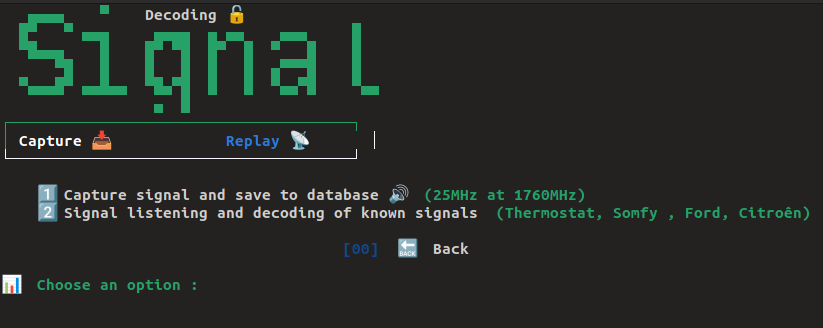 Decoding 🔓
Signal
Capture 📥 Replay 📡
1️⃣ Capture signal and save to database 🔊 (25MHz at 1760MHz)
2️⃣ Signal listening and decoding of known signals (Thermostat, Somfy , Ford, Citroên)
[00] 🔙 Back
📊 Choose an option :